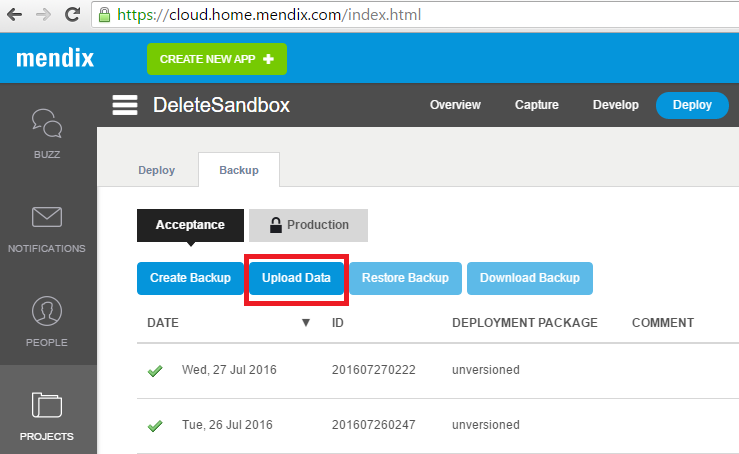 https://cloud.home.mendix.com/index.html
mendix
CREATE NEW APP +
DeleteSandbox
Overview Capture Develop Deploy
BUZZ
NOTIFICATIONS
PEOPLE
PROJECTS
Deploy Backup
Acceptance Production
Create Backup Upload Data Restore Backup Download Backup
DATE ID DEPLOYMENT PACKAGE COMMENT
Wed, 27 Jul 2016 201607270222 unversioned
Tue, 26 Jul 2016 201607260247 unversioned